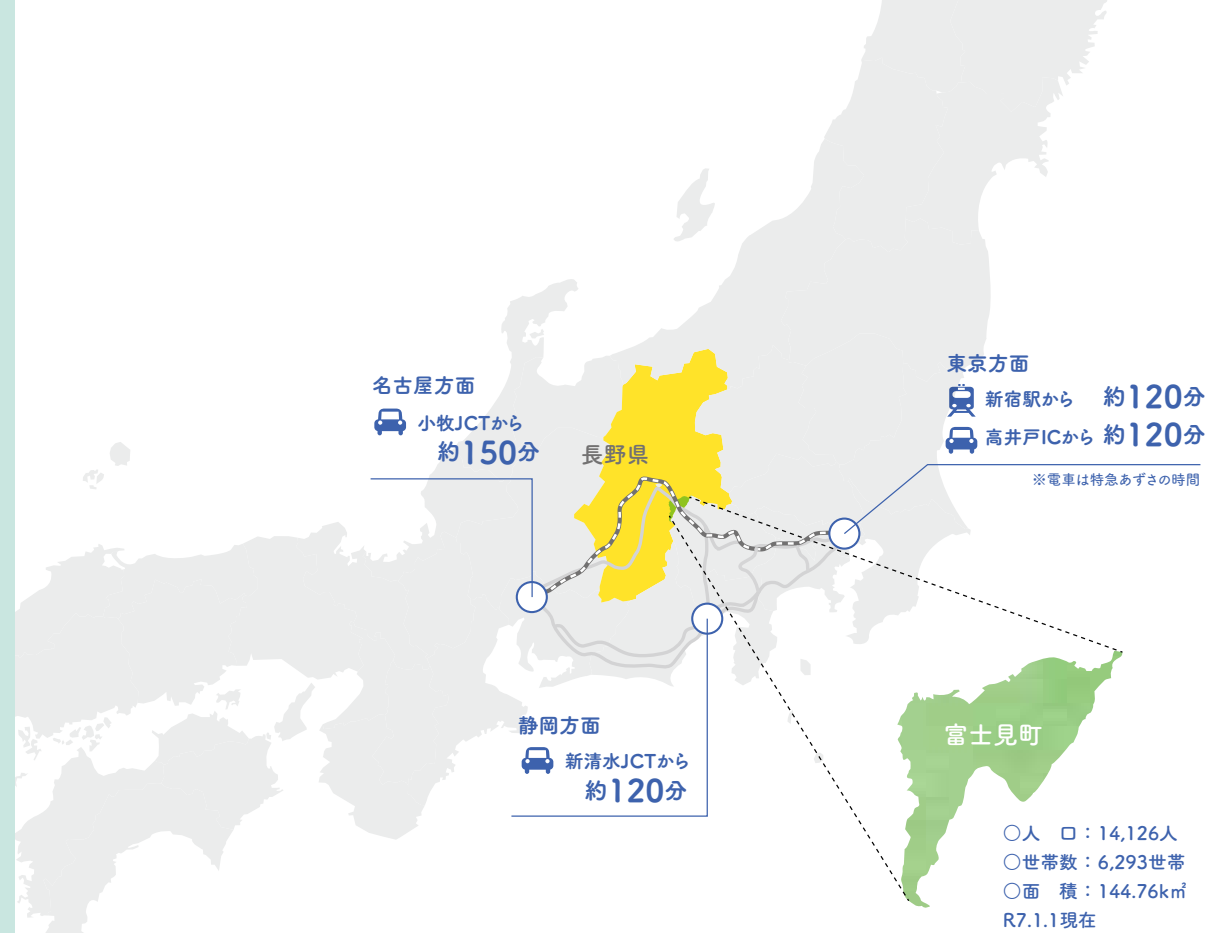 名古屋方面
小牧JCTから
約150分
長野県
東京方面
新宿駅から 約120分
高井戸ICから 約120分
※電車は特急あずさの時間
静岡方面
新清水JCTから
約120分
富士見町
○人　口：14,126人
○世帯数：6,293世帯
○面　積：144.76k㎡
R7.1.1現在